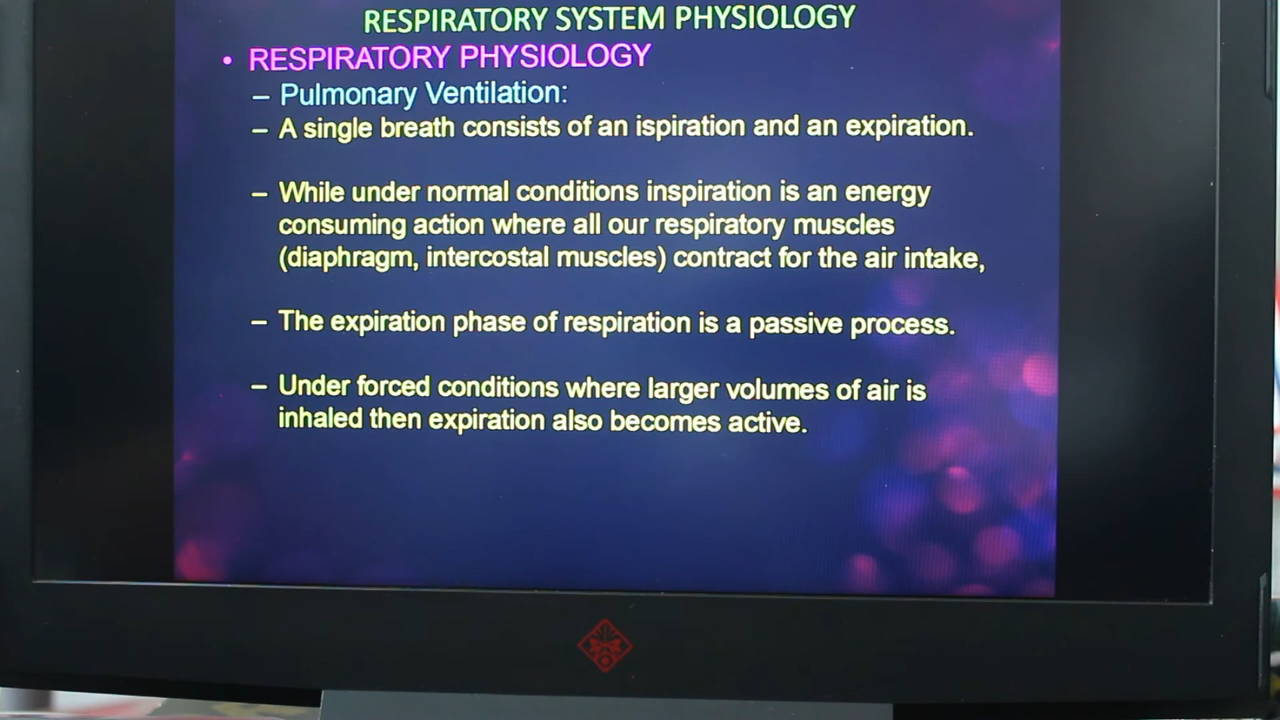 RESPIRATORY SYSTEM PHYSIOLOGY
• RESPIRATORY PHYSIOLOGY
– Pulmonary Ventilation:
– A single breath consists of an ispiration and an expiration.
– While under normal conditions inspiration is an energy
consuming action where all our respiratory muscles
(diaphragm, intercostal muscles) contract for the air intake,
– The expiration phase of respiration is a passive process.
– Under forced conditions where larger volumes of air is
inhaled then expiration also becomes active.